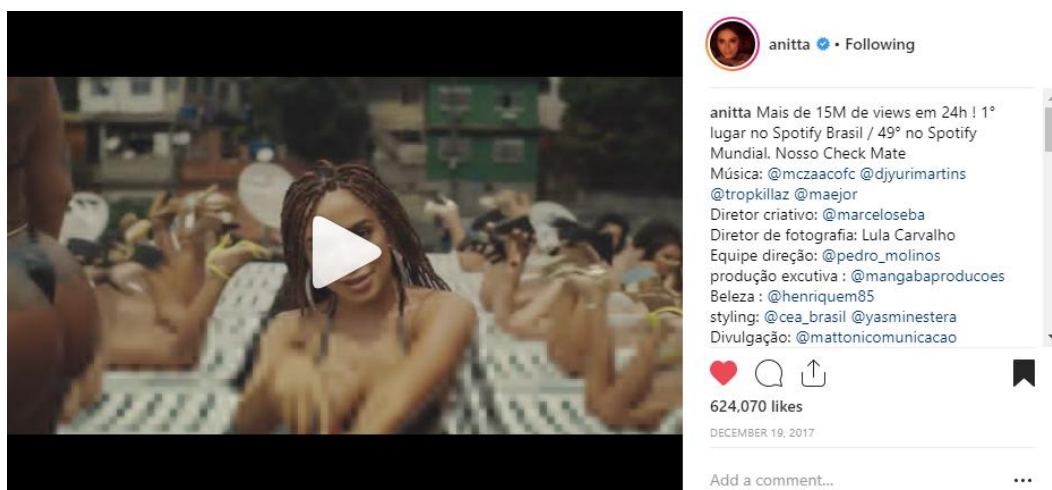 anitta • Following
anitta Mais de 15M de views em 24h ! 1°
lugar no Spotify Brasil / 49° no Spotify
Mundial. Nosso Check Mate
Música: @mczaacofc @djyurimartins
@tropkillaz @maejor
Diretor criativo: @marceloseba
Diretor de fotografia: Lula Carvalho
Equipe direção: @pedro_molinos
produção excutiva : @mangabaproducoes
Beleza : @henriquem85
styling: @cea_brasil @yasminestera
Divulgação: @mattonicomunicacao
624,070 likes
DECEMBER 19, 2017
Add a comment...